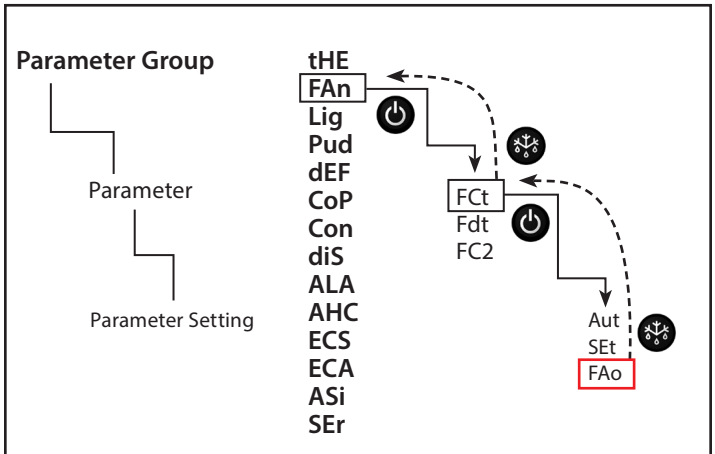 Parameter Group
Parameter
Parameter Setting
tHE
FAn
Lig
Pud
dEF
CoP
Con
diS
ALA
AHC
ECS
ECA
ASi
SEr
FCt
Fdt
FC2
Aut
SEt
FAo